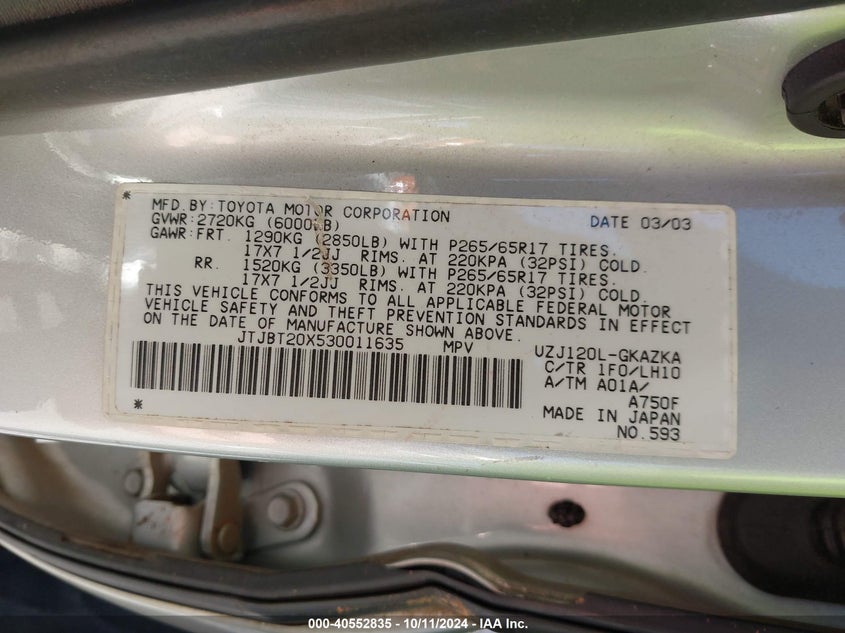 * MFD.BY:TOYOTA MOTOR CORPORATION DATE 03/03
GVWR:2720KG (6000LB)
GAWR:FRT. 1290KG (2850LB) WITH P265/65R17 TIRES.
17X7 1/2JJ RIMS. AT 220KPA (32PSI) COLD.
RR. 1520KG (3350LB) WITH P265/65R17 TIRES.
17X7 1/2JJ RIMS. AT 220KPA (32PSI) COLD.
THIS VEHICLE CONFORMS TO ALL APPLICABLE FEDERAL MOTOR
VEHICLE SAFETY AND THEFT PREVENTION STANDARDS IN EFFECT
ON THE DATE OF MANUFACTURE SHOWN ABOVE.
JTJBT20X530011635 MPV UZJ120L-GKAZKA
C/TR 1F0/LH10
A/TM A01A/
A750F
* MADE IN JAPAN
NO.593
000-40552835 - 10/11/2024 - IAA Inc.